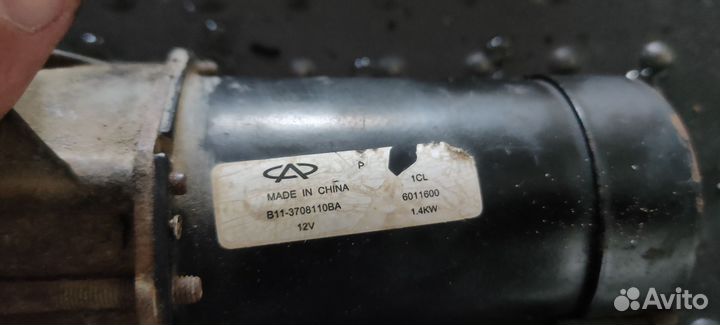 P
1CL
MADE IN CHINA
6011600
B11-3708110BA
1.4KW
12V
Avito